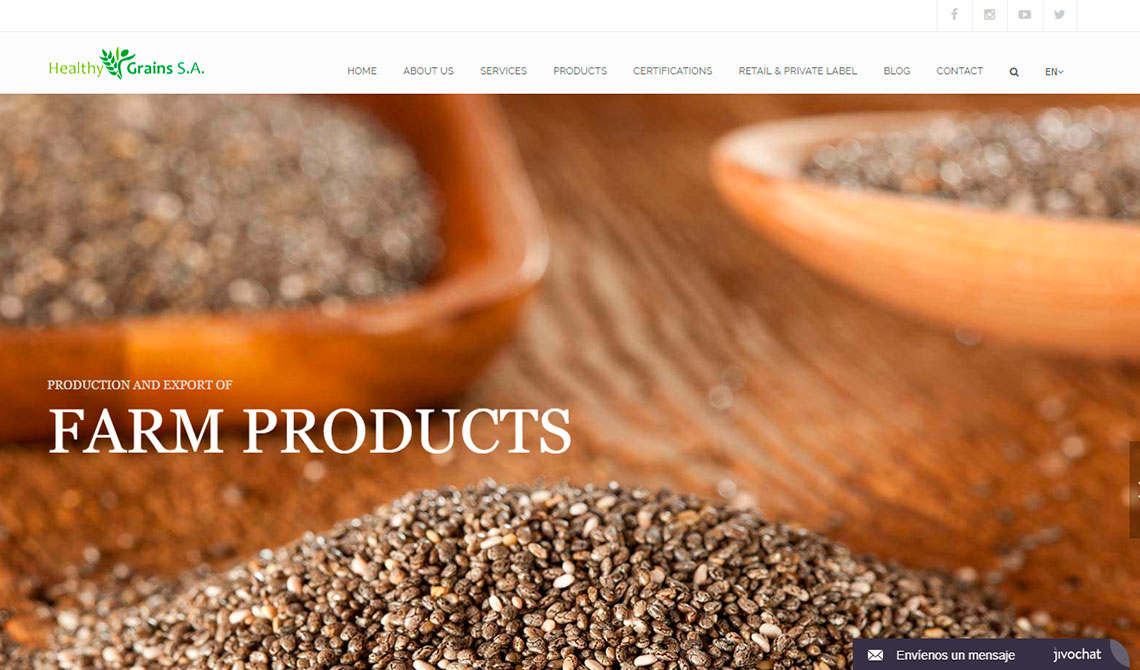 Healthy Grains S.A.
HOME ABOUT US SERVICES PRODUCTS CERTIFICATIONS RETAIL & PRIVATE LABEL BLOG CONTACT EN
PRODUCTION AND EXPORT OF
FARM PRODUCTS
Envíenos un mensaje jivochat